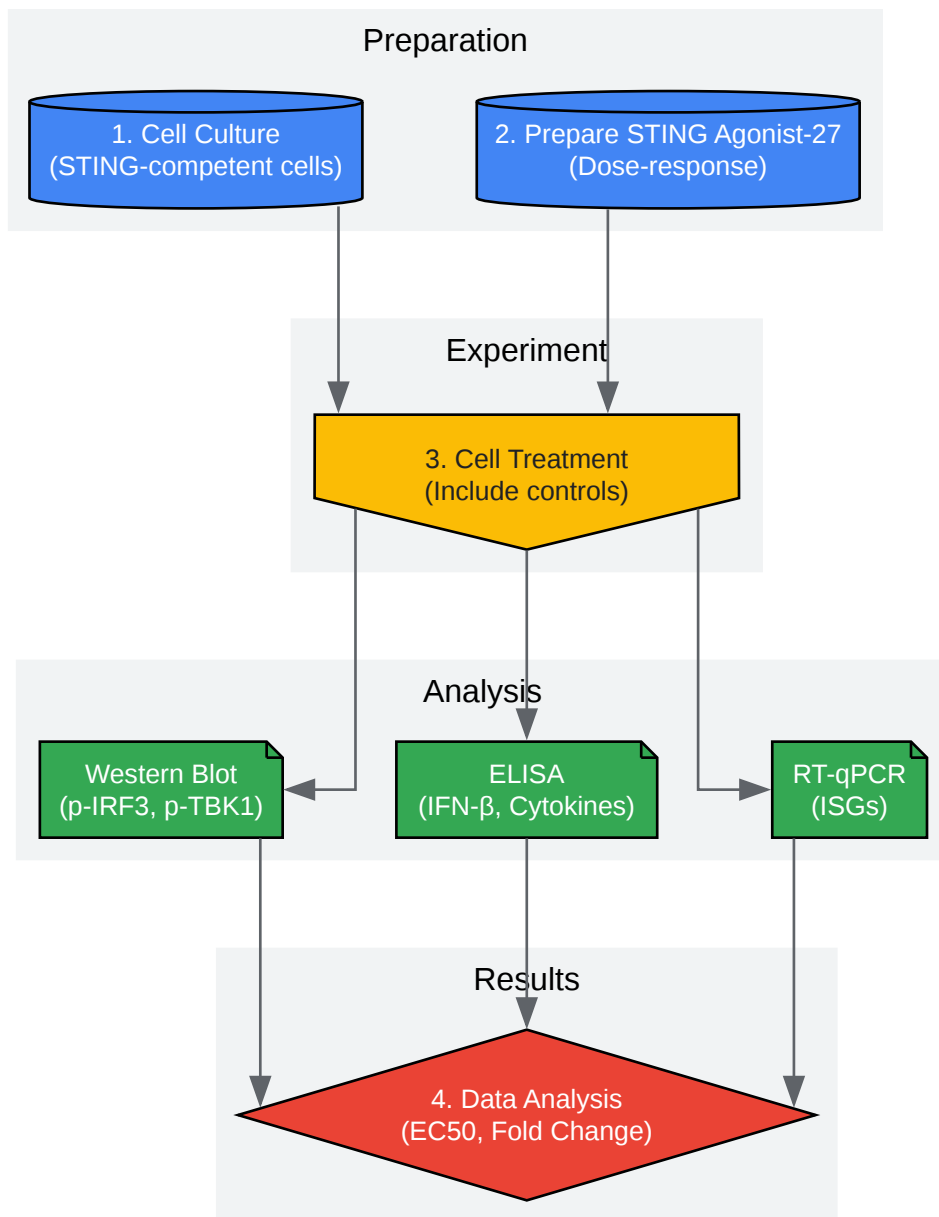 Preparation
1. Cell Culture
(STING-competent cells)
2. Prepare STING Agonist-27
(Dose-response)
Experiment
3. Cell Treatment
(Include controls)
Analysis
Western Blot
(p-IRF3, p-TBK1)
ELISA
(IFN-β, Cytokines)
RT-qPCR
(ISGs)
Results
4. Data Analysis
(EC50, Fold Change)